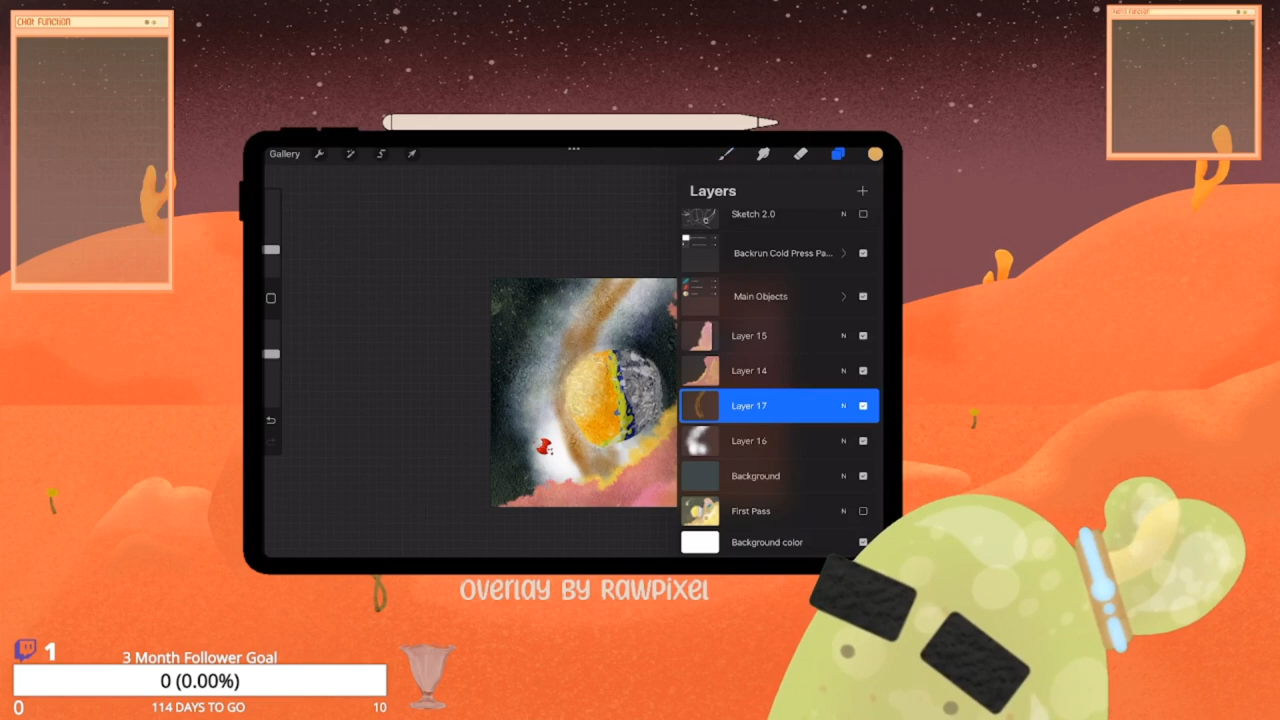 CHAT FUNCTION
Gallery
Layers
Sketch 2.0
N
Backrun Cold Press Pa...
Main Objects
Layer 15
N
Layer 14
N
Layer 17
N
Layer 16
N
Background
N
First Pass
N
Background color
OVERLAY BY RAWPIXEL
1
3 Month Follower Goal
0 (0.00%)
0
114 DAYS TO GO
10